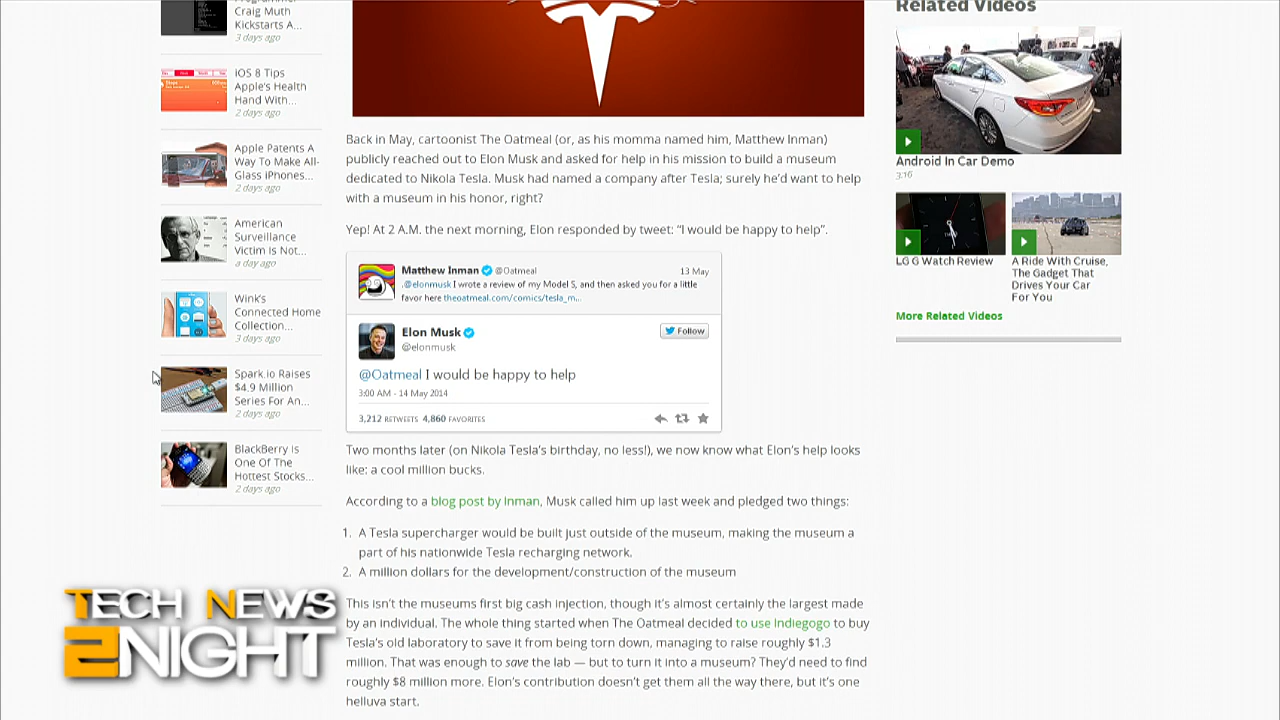 Programmer
Craig Muth
Kickstarts A...
3 days ago
iOS 8 Tips
Apple's Health
Hand With...
2 days ago
Apple Patents A
Way To Make All-
Glass iPhones...
2 days ago
American
Surveillance
Victim Is Not...
a day ago
Wink's
Connected Home
Collection...
3 days ago
Spark.io Raises
$4.9 Million
Series For An...
2 days ago
BlackBerry Is
One Of The
Hottest Stocks...
2 days ago
Back in May, cartoonist The Oatmeal (or, as his momma named him, Matthew Inman)
publicly reached out to Elon Musk and asked for help in his mission to build a museum
dedicated to Nikola Tesla. Musk had named a company after Tesla; surely he'd want to help
with a museum in his honor, right?
Yep! At 2 A.M. the next morning, Elon responded by tweet: "I would be happy to help".
Matthew Inman @Oatmeal 13 May
.@elonmusk I wrote a review of my Model S, and then asked you for a little
favor here theoatmeal.com/comics/tesla_m...
Elon Musk
@elonmusk
Follow
@Oatmeal I would be happy to help
3:00 AM - 14 May 2014
3,212 RETWEETS 4,860 FAVORITES
Two months later (on Nikola Tesla's birthday, no less!), we now know what Elon's help looks
like: a cool million bucks.
According to a blog post by Inman, Musk called him up last week and pledged two things:
1. A Tesla supercharger would be built just outside of the museum, making the museum a
part of his nationwide Tesla recharging network.
2. A million dollars for the development/construction of the museum
This isn't the museums first big cash injection, though it's almost certainly the largest made
by an individual. The whole thing started when The Oatmeal decided to use Indiegogo to buy
Tesla's old laboratory to save it from being torn down, managing to raise roughly $1.3
million. That was enough to save the lab — but to turn it into a museum? They'd need to find
roughly $8 million more. Elon's contribution doesn't get them all the way there, but it's one
helluva start.
Related Videos
Android In Car Demo
3:16
LG G Watch Review
A Ride With Cruise,
The Gadget That
Drives Your Car
For You
More Related Videos
TECH NEWS
2NIGHT